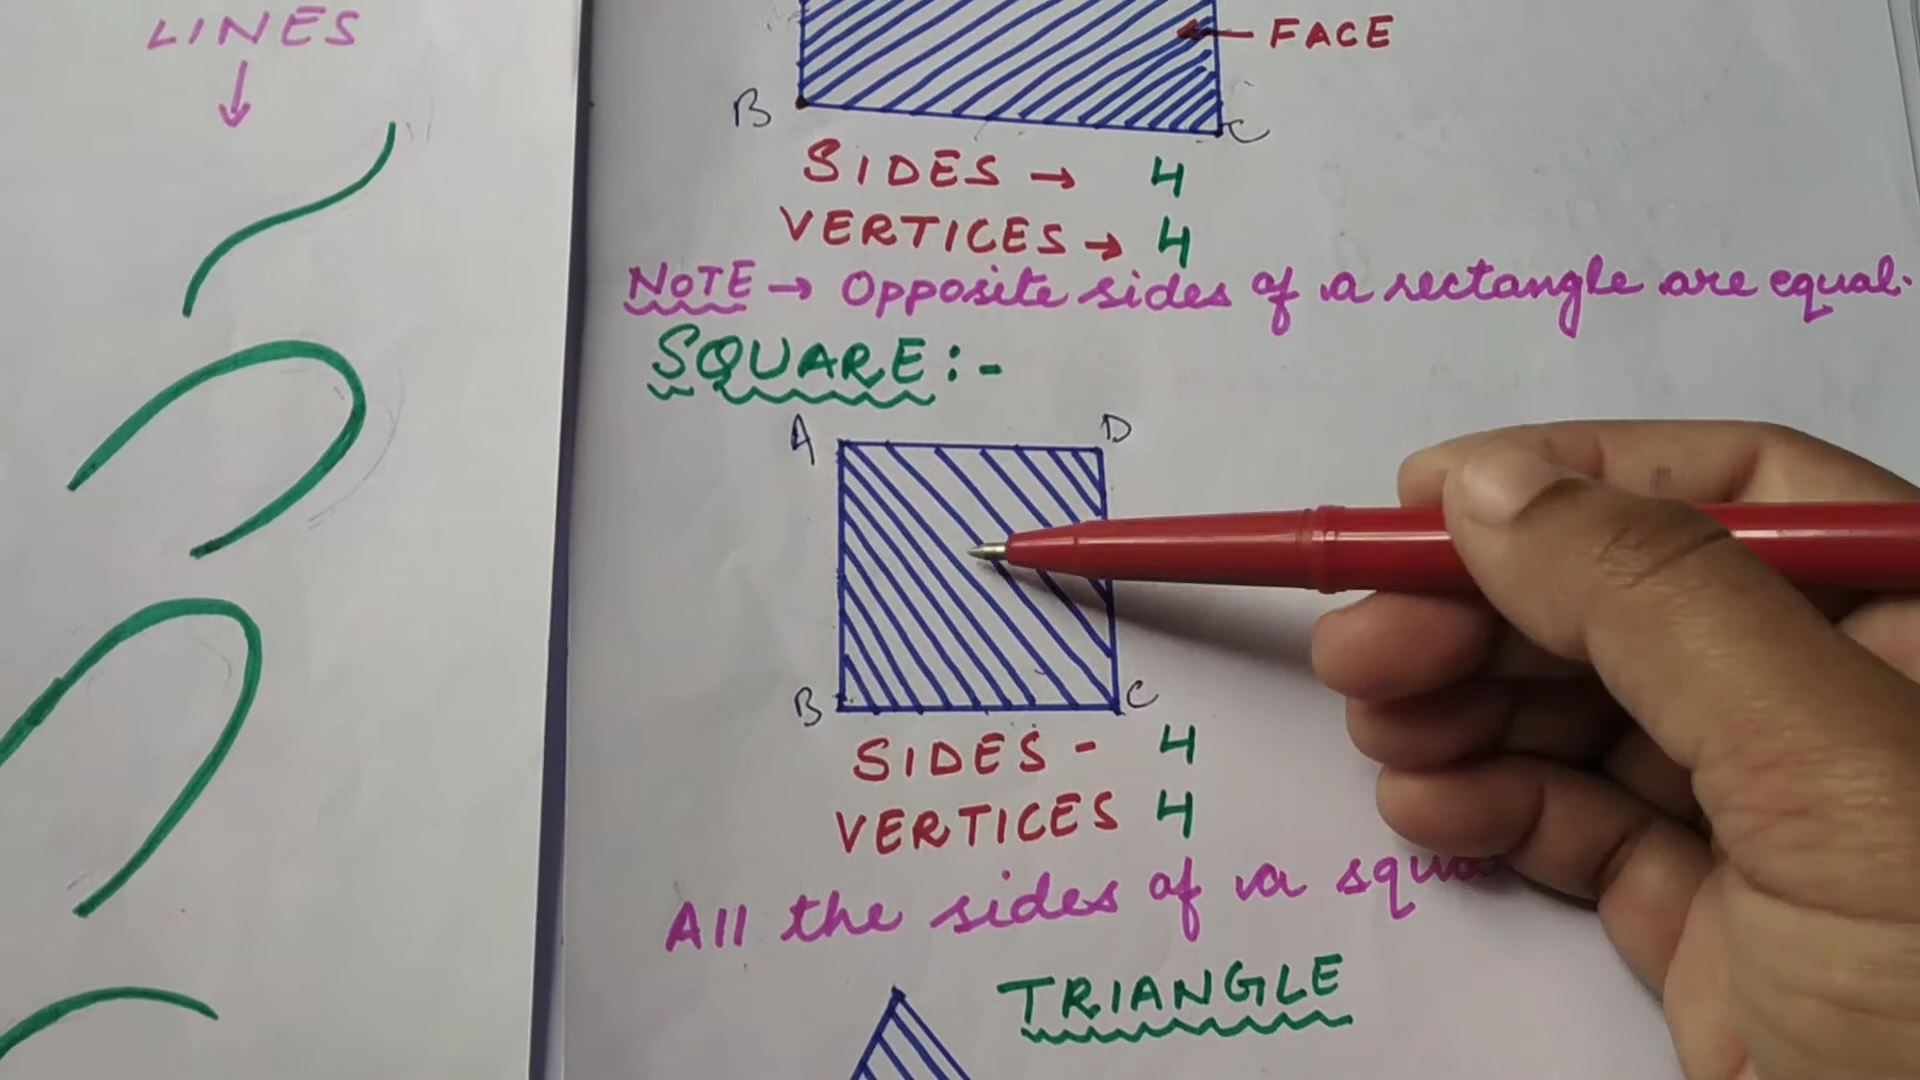 LINES
FACE
B
C
SIDES → 4
VERTICES → 4
NOTE → Opposite sides of a rectangle are equal.
SQUARE:-
A D
B C
SIDES - 4
VERTICES 4
All the sides of a
TRIANGLE